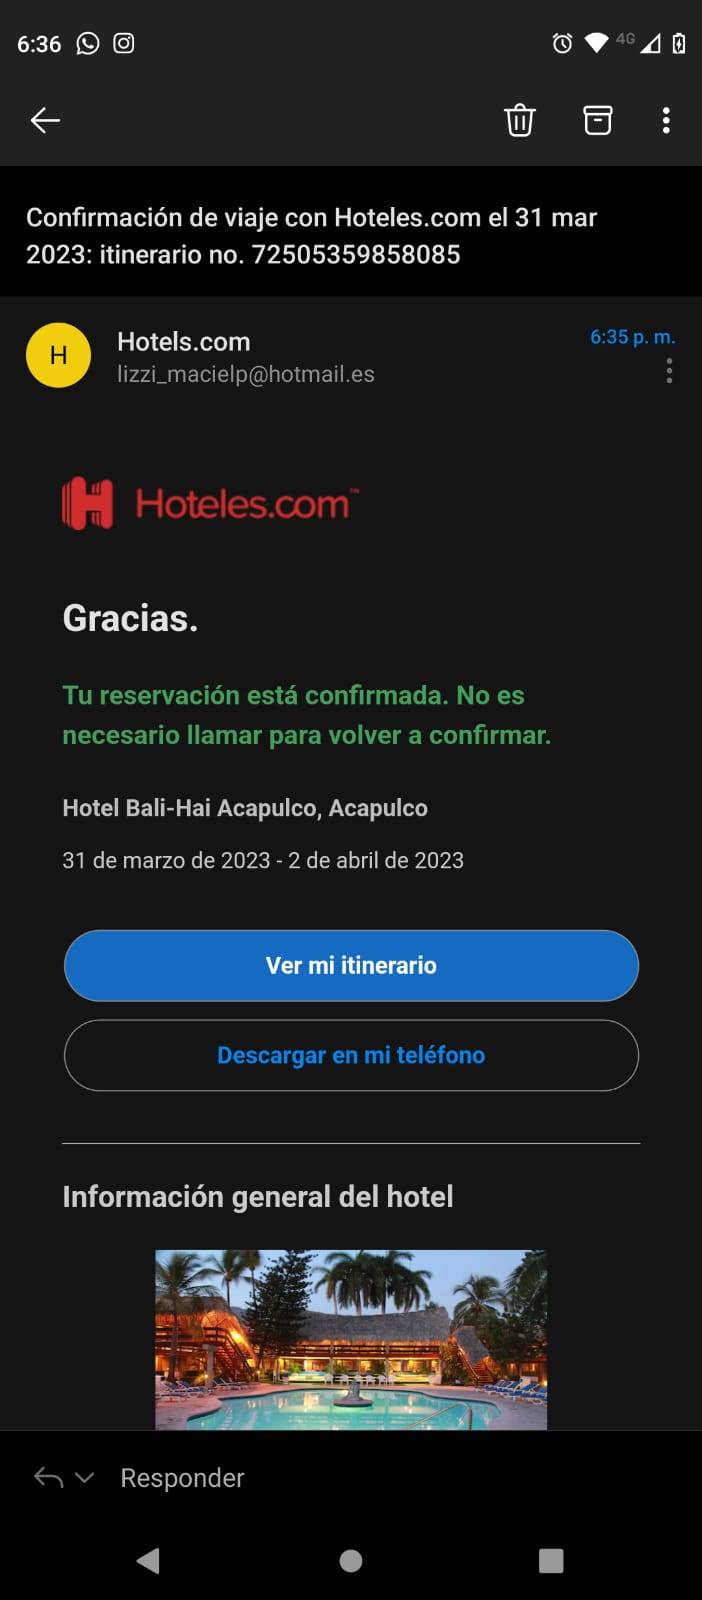 6:36
4G
Confirmación de viaje con Hoteles.com el 31 mar
2023: itinerario no. 72505359858085
H
Hotels.com
6:35 p. m.
lizzi_macielp@hotmail.es
Hoteles.com™
Gracias.
Tu reservación está confirmada. No es
necesario llamar para volver a confirmar.
Hotel Bali-Hai Acapulco, Acapulco
31 de marzo de 2023 - 2 de abril de 2023
Ver mi itinerario
Descargar en mi teléfono
Información general del hotel
Responder